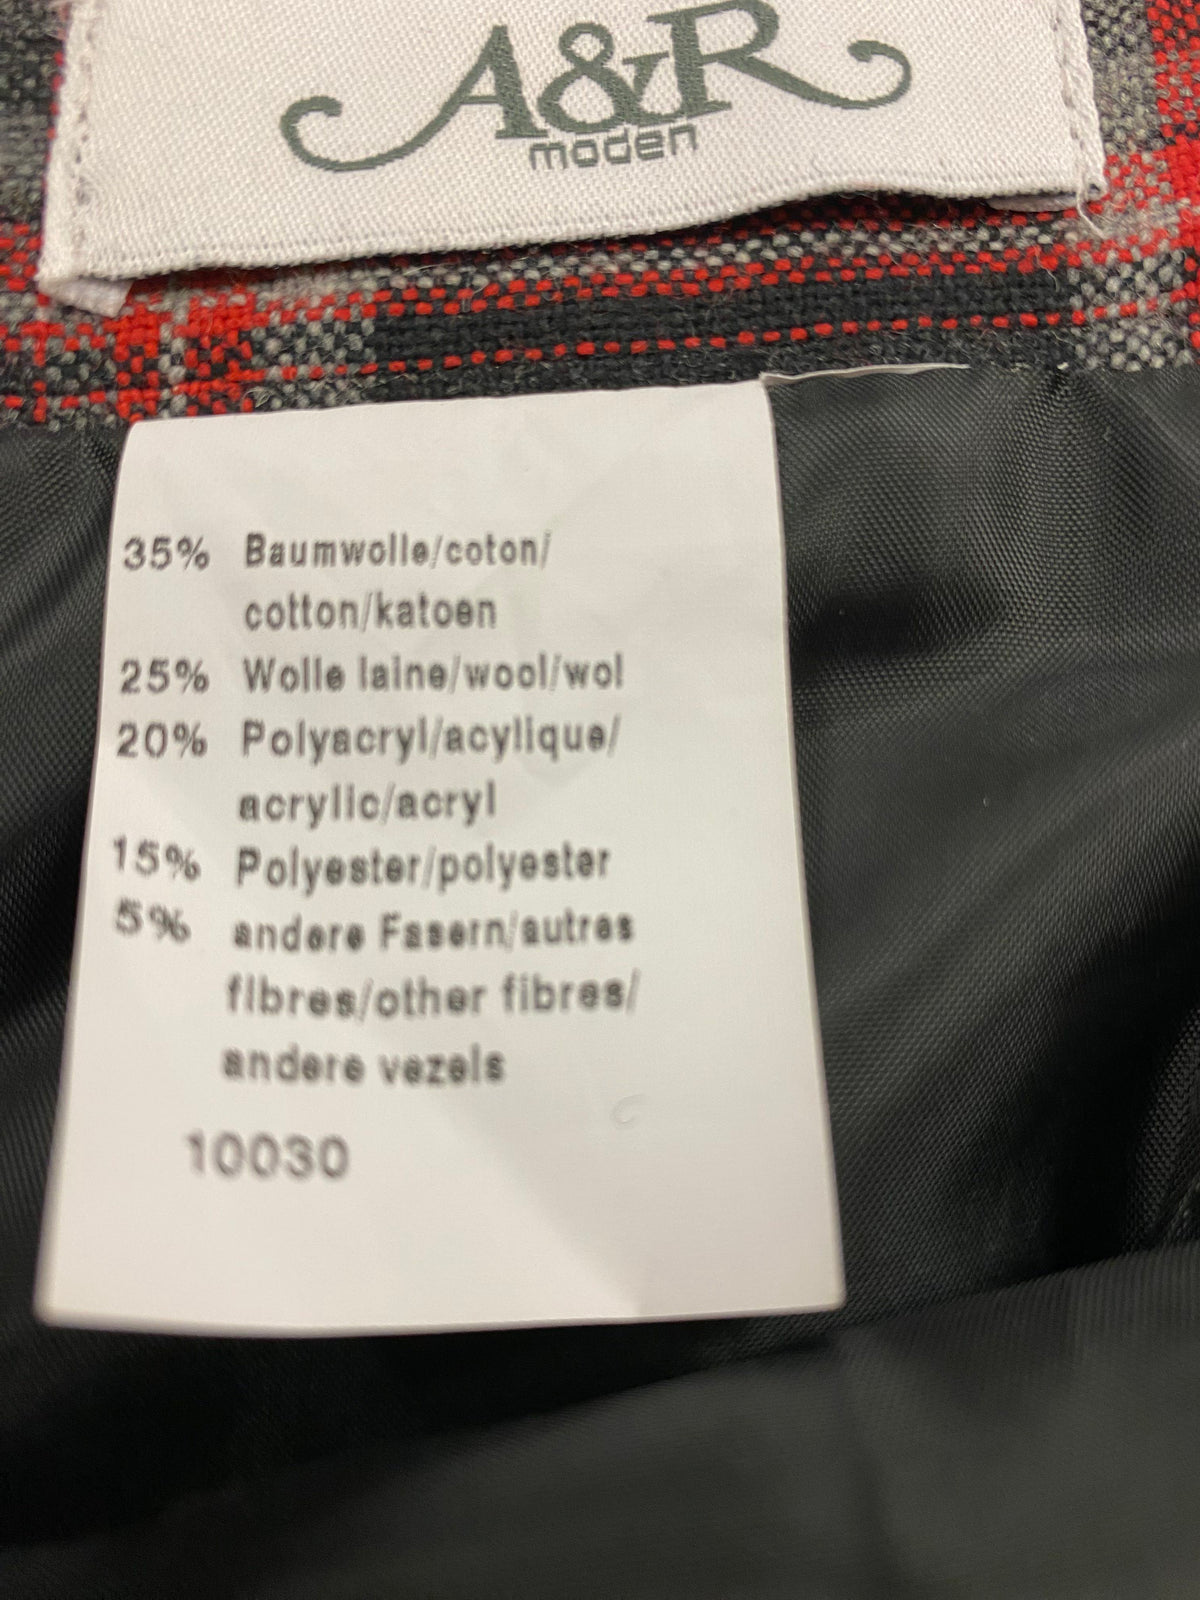 A&R
moden
35% Baumwolle/coton/
cotton/katoen
25% Wolle laine/wool/wol
20% Polyacryl/acylique/
acrylic/acryl
15% Polyester/polyester
5% andere Fasern/autres
fibres/other fibres/
andere vezels
10030